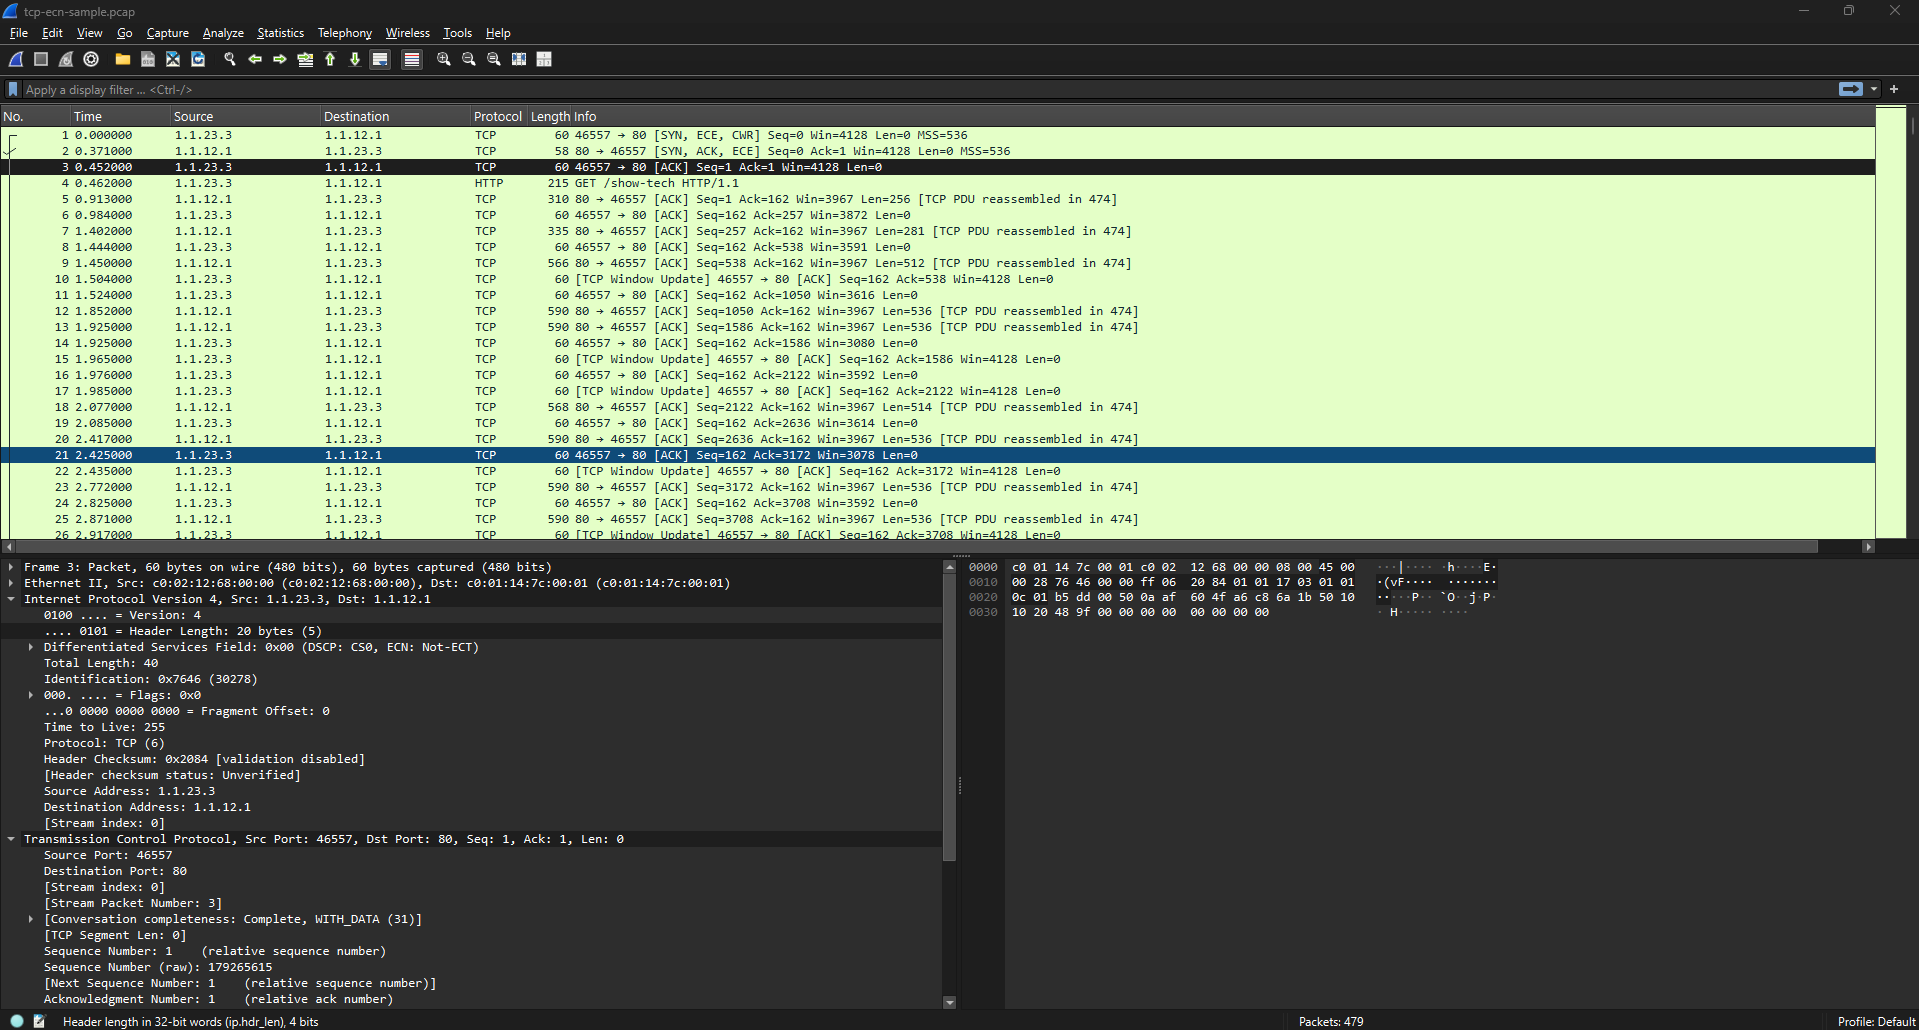 tcp-ecn-sample.pcap
File Edit View Go Capture Analyze Statistics Telephony Wireless Tools Help
Apply a display filter ... <Ctrl-/>
No. Time Source Destination Protocol Length Info
1 0.000000 1.1.23.3 1.1.12.1 TCP 60 46557 → 80 [SYN, ECE, CWR] Seq=0 Win=4128 Len=0 MSS=536
2 0.371000 1.1.12.1 1.1.23.3 TCP 58 80 → 46557 [SYN, ACK, ECE] Seq=0 Ack=1 Win=4128 Len=0 MSS=536
3 0.452000 1.1.23.3 1.1.12.1 TCP 60 46557 → 80 [ACK] Seq=1 Ack=1 Win=4128 Len=0
4 0.462000 1.1.23.3 1.1.12.1 HTTP 215 GET /show-tech HTTP/1.1
5 0.913000 1.1.12.1 1.1.23.3 TCP 310 80 → 46557 [ACK] Seq=1 Ack=162 Win=3967 Len=256 [TCP PDU reassembled in 474]
6 0.984000 1.1.23.3 1.1.12.1 TCP 60 46557 → 80 [ACK] Seq=162 Ack=257 Win=3872 Len=0
7 1.402000 1.1.12.1 1.1.23.3 TCP 335 80 → 46557 [ACK] Seq=257 Ack=162 Win=3967 Len=281 [TCP PDU reassembled in 474]
8 1.444000 1.1.23.3 1.1.12.1 TCP 60 46557 → 80 [ACK] Seq=162 Ack=538 Win=3591 Len=0
9 1.450000 1.1.12.1 1.1.23.3 TCP 566 80 → 46557 [ACK] Seq=538 Ack=162 Win=3967 Len=512 [TCP PDU reassembled in 474]
10 1.504000 1.1.23.3 1.1.12.1 TCP 60 [TCP Window Update] 46557 → 80 [ACK] Seq=162 Ack=538 Win=4128 Len=0
11 1.524000 1.1.23.3 1.1.12.1 TCP 60 46557 → 80 [ACK] Seq=162 Ack=1050 Win=3616 Len=0
12 1.852000 1.1.12.1 1.1.23.3 TCP 590 80 → 46557 [ACK] Seq=1050 Ack=162 Win=3967 Len=536 [TCP PDU reassembled in 474]
13 1.925000 1.1.12.1 1.1.23.3 TCP 590 80 → 46557 [ACK] Seq=1586 Ack=162 Win=3967 Len=536 [TCP PDU reassembled in 474]
14 1.925000 1.1.23.3 1.1.12.1 TCP 60 46557 → 80 [ACK] Seq=162 Ack=1586 Win=3080 Len=0
15 1.965000 1.1.23.3 1.1.12.1 TCP 60 [TCP Window Update] 46557 → 80 [ACK] Seq=162 Ack=1586 Win=4128 Len=0
16 1.976000 1.1.23.3 1.1.12.1 TCP 60 46557 → 80 [ACK] Seq=162 Ack=2122 Win=3592 Len=0
17 1.985000 1.1.23.3 1.1.12.1 TCP 60 [TCP Window Update] 46557 → 80 [ACK] Seq=162 Ack=2122 Win=4128 Len=0
18 2.077000 1.1.12.1 1.1.23.3 TCP 568 80 → 46557 [ACK] Seq=2122 Ack=162 Win=3967 Len=514 [TCP PDU reassembled in 474]
19 2.085000 1.1.23.3 1.1.12.1 TCP 60 46557 → 80 [ACK] Seq=162 Ack=2636 Win=3614 Len=0
20 2.417000 1.1.12.1 1.1.23.3 TCP 590 80 → 46557 [ACK] Seq=2636 Ack=162 Win=3967 Len=536 [TCP PDU reassembled in 474]
21 2.425000 1.1.23.3 1.1.12.1 TCP 60 46557 → 80 [ACK] Seq=162 Ack=3172 Win=3078 Len=0
22 2.435000 1.1.23.3 1.1.12.1 TCP 60 [TCP Window Update] 46557 → 80 [ACK] Seq=162 Ack=3172 Win=4128 Len=0
23 2.772000 1.1.12.1 1.1.23.3 TCP 590 80 → 46557 [ACK] Seq=3172 Ack=162 Win=3967 Len=536 [TCP PDU reassembled in 474]
24 2.825000 1.1.23.3 1.1.12.1 TCP 60 46557 → 80 [ACK] Seq=162 Ack=3708 Win=3592 Len=0
25 2.871000 1.1.12.1 1.1.23.3 TCP 590 80 → 46557 [ACK] Seq=3708 Ack=162 Win=3967 Len=536 [TCP PDU reassembled in 474]
26 2.917000 1.1.23.3 1.1.12.1 TCP 60 [TCP Window Update] 46557 → 80 [ACK] Seq=162 Ack=3708 Win=4128 Len=0
Frame 3: Packet, 60 bytes on wire (480 bits), 60 bytes captured (480 bits)
Ethernet II, Src: c0:02:12:68:00:00 (c0:02:12:68:00:00), Dst: c0:01:14:7c:00:01 (c0:01:14:7c:00:01)
Internet Protocol Version 4, Src: 1.1.23.3, Dst: 1.1.12.1
0100 .... = Version: 4
.... 0101 = Header Length: 20 bytes (5)
Differentiated Services Field: 0x00 (DSCP: CS0, ECN: Not-ECT)
Total Length: 40
Identification: 0x7646 (30278)
000. .... = Flags: 0x0
...0 0000 0000 0000 = Fragment Offset: 0
Time to Live: 255
Protocol: TCP (6)
Header Checksum: 0x2084 [validation disabled]
[Header checksum status: Unverified]
Source Address: 1.1.23.3
Destination Address: 1.1.12.1
[Stream index: 0]
Transmission Control Protocol, Src Port: 46557, Dst Port: 80, Seq: 1, Ack: 1, Len: 0
Source Port: 46557
Destination Port: 80
[Stream index: 0]
[Stream Packet Number: 3]
[Conversation completeness: Complete, WITH_DATA (31)]
[TCP Segment Len: 0]
Sequence Number: 1 (relative sequence number)
Sequence Number (raw): 179265615
[Next Sequence Number: 1 (relative sequence number)]
Acknowledgment Number: 1 (relative ack number)
0000 c0 01 14 7c 00 01 c0 02 12 68 00 00 08 00 45 00 ···|···· ·h····E·
0010 00 28 76 46 00 00 ff 06 20 84 01 01 17 03 01 01 ·(vF···· ·······
0020 0c 01 b5 dd 00 50 0a af 60 4f a6 c8 6a 1b 50 10 ·····P·· `O··j·P·
0030 10 20 48 9f 00 00 00 00 00 00 00 00 · H····· ····
Header length in 32-bit words (ip.hdr_len), 4 bits
Packets: 479
Profile: Default